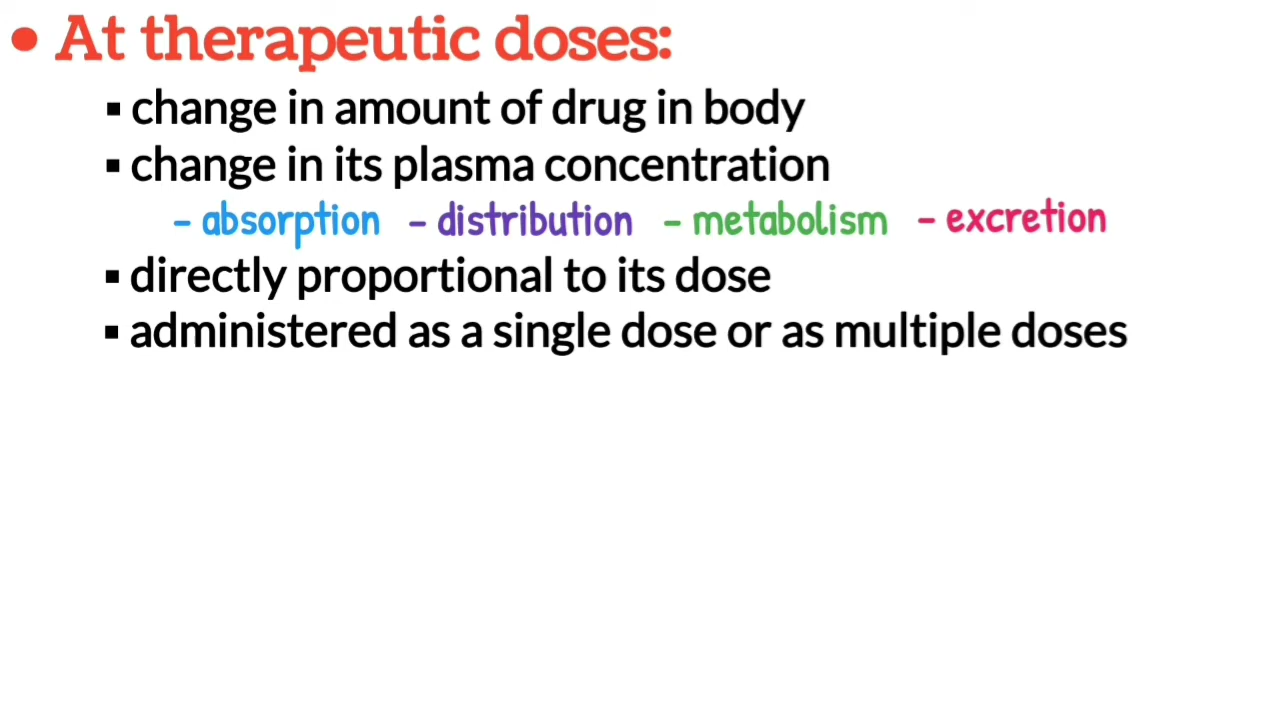 • At therapeutic doses:
▪ change in amount of drug in body
▪ change in its plasma concentration
- absorption - distribution - metabolism - excretion
▪ directly proportional to its dose
▪ administered as a single dose or as multiple doses